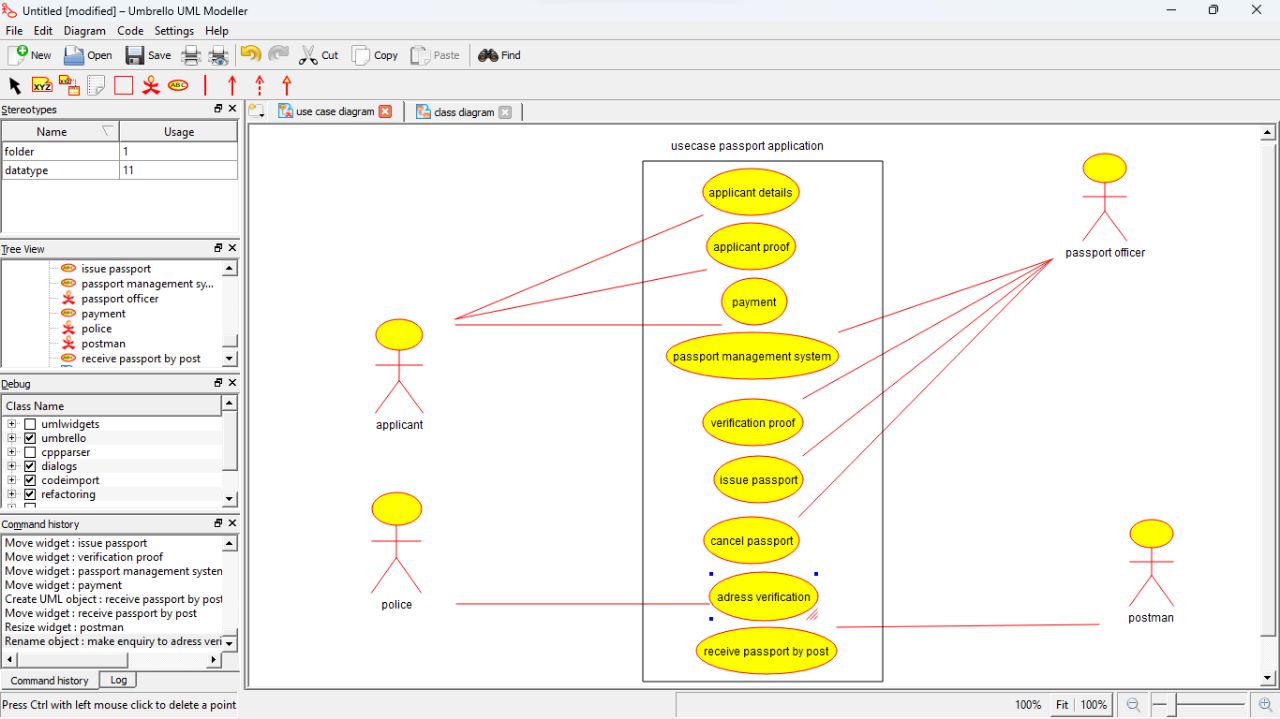 Untitled [modified] – Umbrello UML Modeller
File Edit Diagram Code Settings Help
New Open Save Cut Copy Paste Find
XYZ ABC
Stereotypes
Name Usage
folder 1
datatype 11
Tree View
issue passport
passport management sy...
passport officer
payment
police
postman
receive passport by post
Debug
Class Name
umlwidgets
umbrello
cppparser
dialogs
codeimport
refactoring
Command history
Move widget : issue passport
Move widget : verification proof
Move widget : passport management system
Move widget : payment
Create UML object : receive passport by post
Move widget : receive passport by post
Resize widget : postman
Rename object : make enquiry to adress veri
Command history Log
Press Ctrl with left mouse click to delete a point
use case diagram class diagram
usecase passport application
applicant details
applicant proof
payment
passport management system
verification proof
issue passport
cancel passport
adress verification
receive passport by post
applicant
police
passport officer
postman
100% Fit 100%